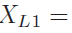 X_{L1} =